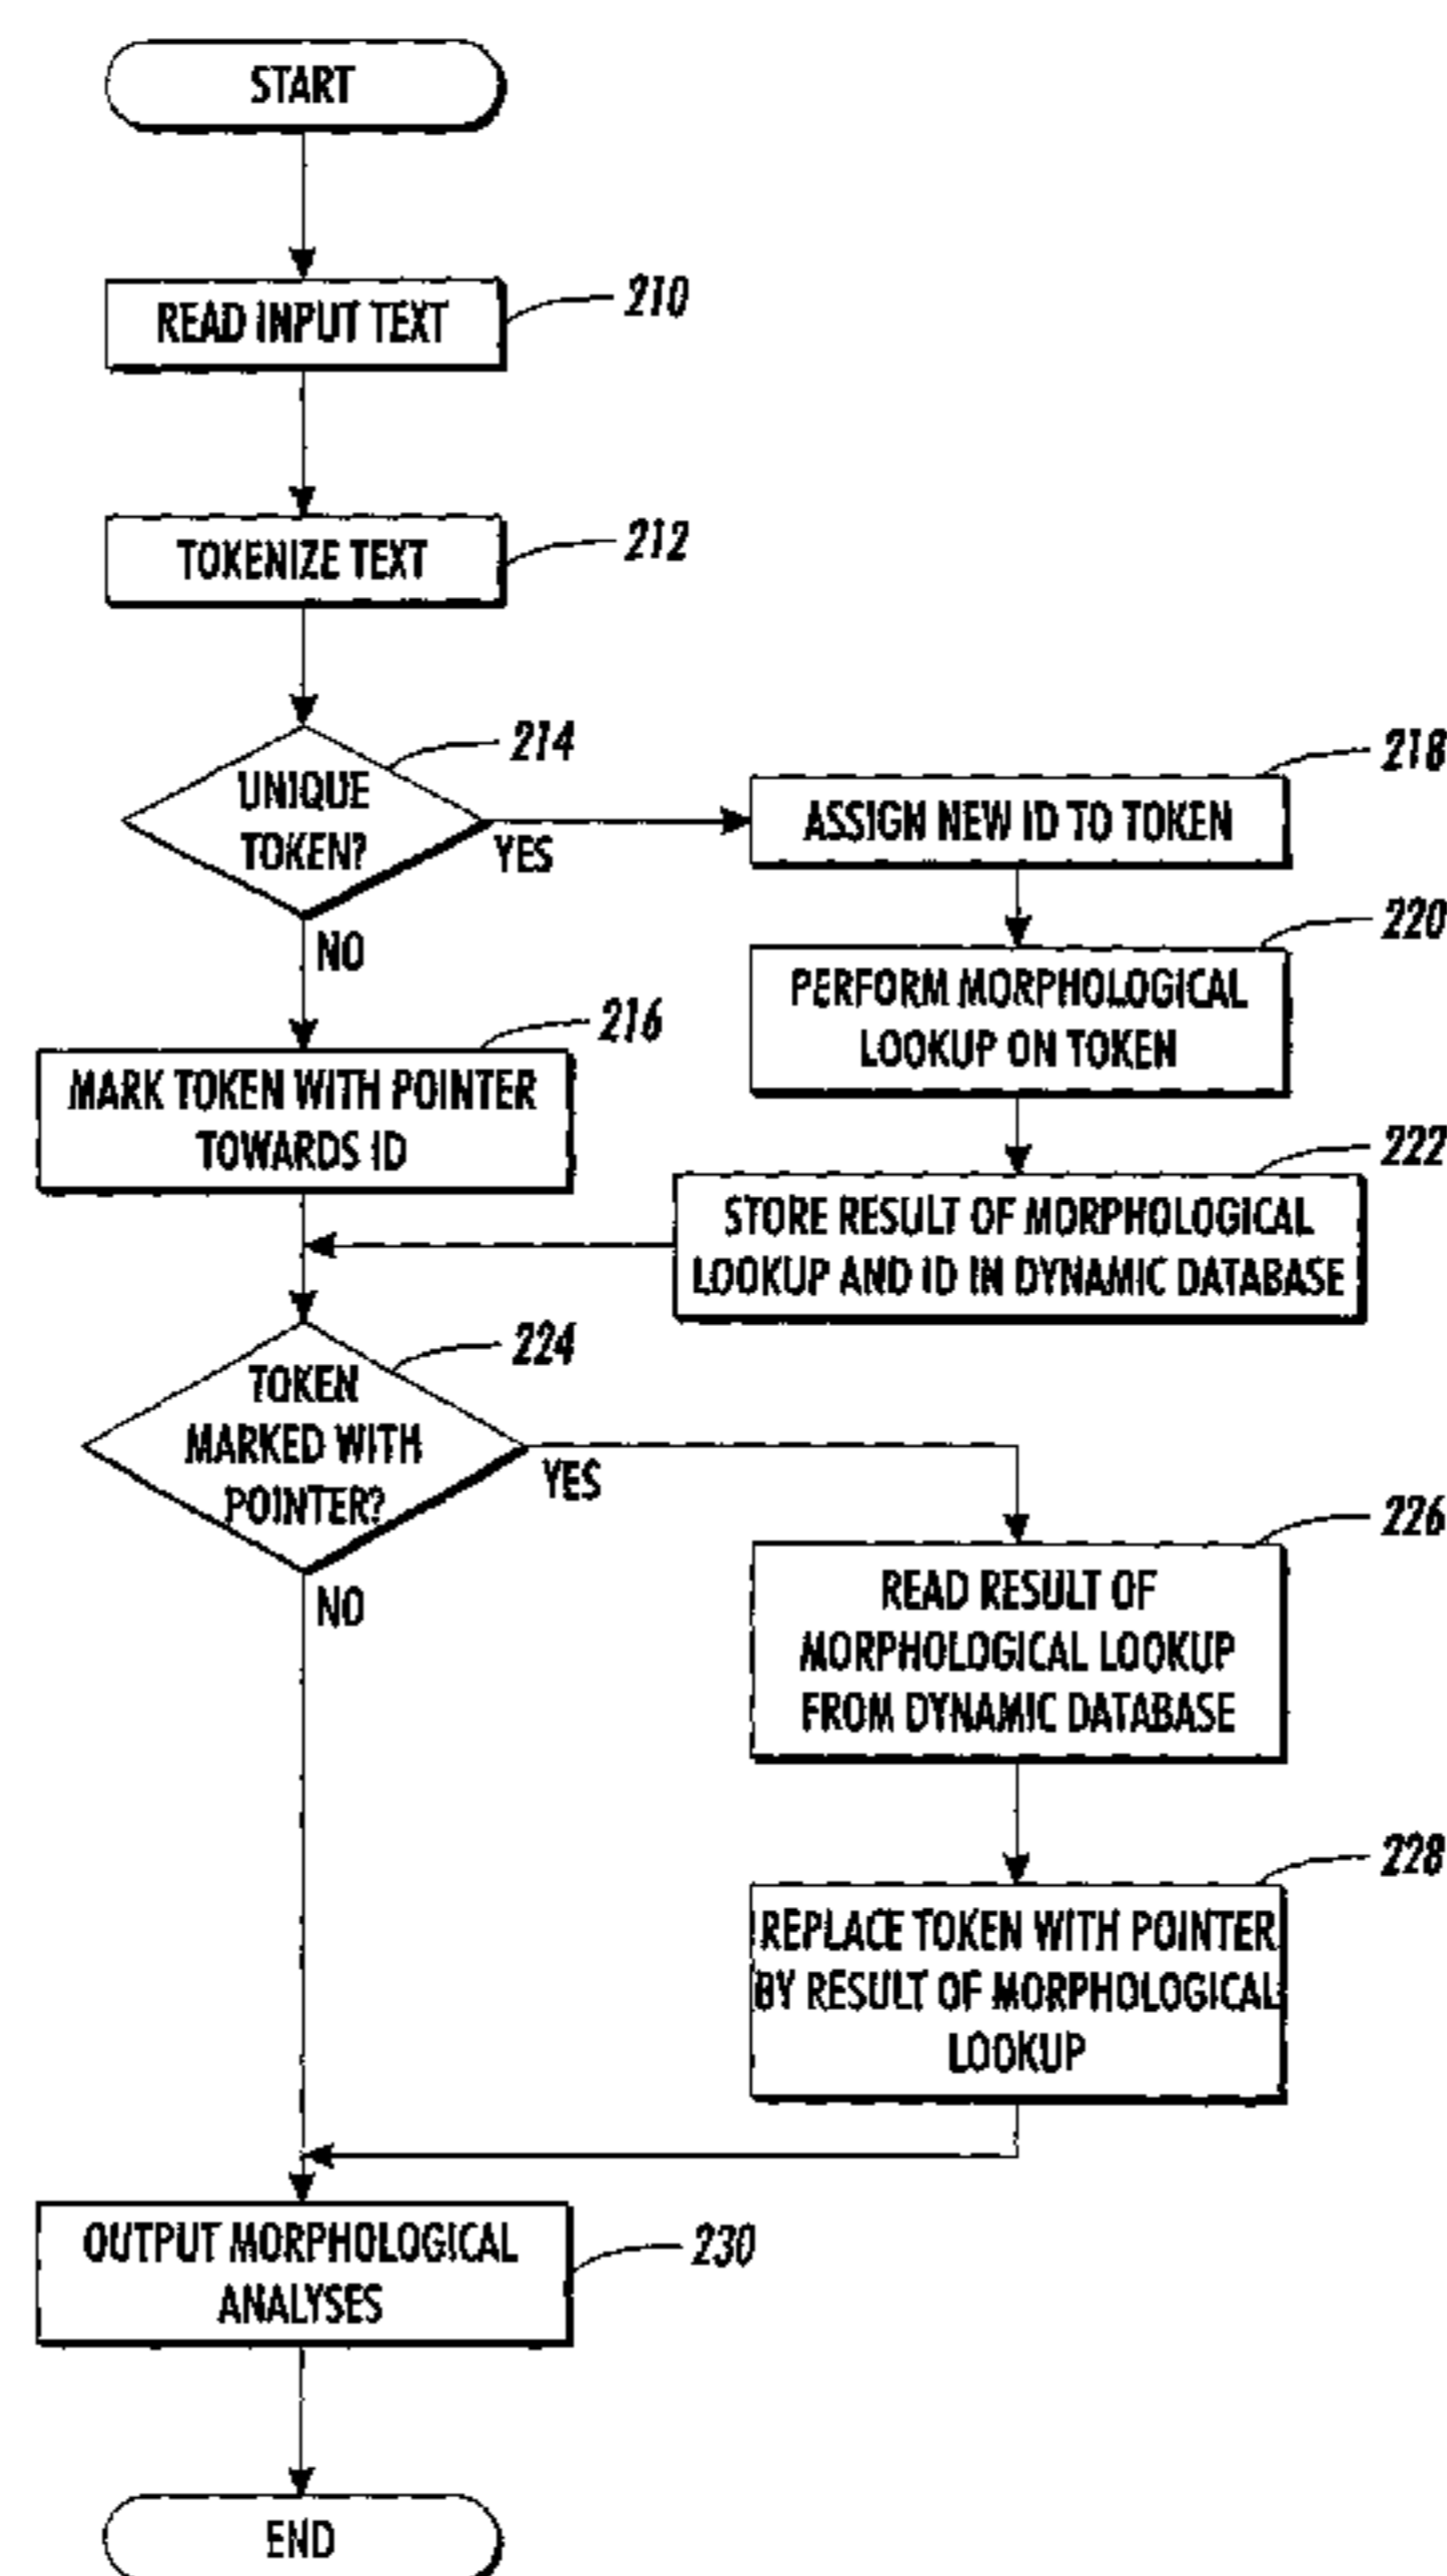 START
READ INPUT TEXT
210
TOKENIZE TEXT
212
214
UNIQUE
TOKEN?
YES
NO
218
ASSIGN NEW ID TO TOKEN
220
PERFORM MORPHOLOGICAL
LOOKUP ON TOKEN
216
MARK TOKEN WITH POINTER
TOWARDS ID
222
STORE RESULT OF MORPHOLOGICAL
LOOKUP AND ID IN DYNAMIC DATABASE
224
TOKEN
MARKED WITH
POINTER?
YES
NO
226
READ RESULT OF
MORPHOLOGICAL LOOKUP
FROM DYNAMIC DATABASE
228
REPLACE TOKEN WITH POINTER
BY RESULT OF MORPHOLOGICAL
LOOKUP
OUTPUT MORPHOLOGICAL
ANALYSES
230
END